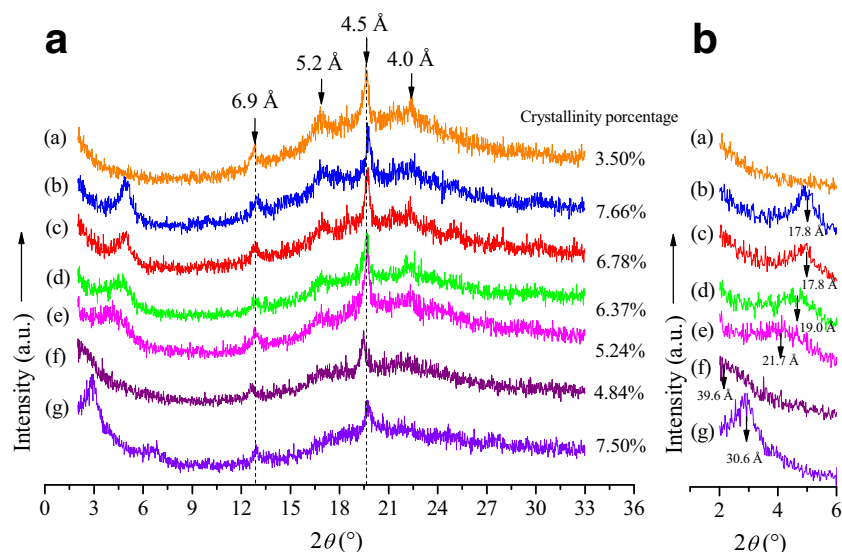 a
4.5 Å
5.2 Å
4.0 Å
6.9 Å
Crystallinity porcentage
(a)
3.50%
(b)
7.66%
(c)
6.78%
(d)
6.37%
(e)
5.24%
(f)
4.84%
(g)
7.50%
Intensity (a.u.)
0 3 6 9 12 15 18 21 24 27 30 33 36
2θ (°)
b
(a)
(b)
17.8 Å
(c)
17.8 Å
(d)
19.0 Å
(e)
21.7 Å
(f)
39.6 Å
(g)
30.6 Å
Intensity (a.u.)
2 4 6
2θ (°)